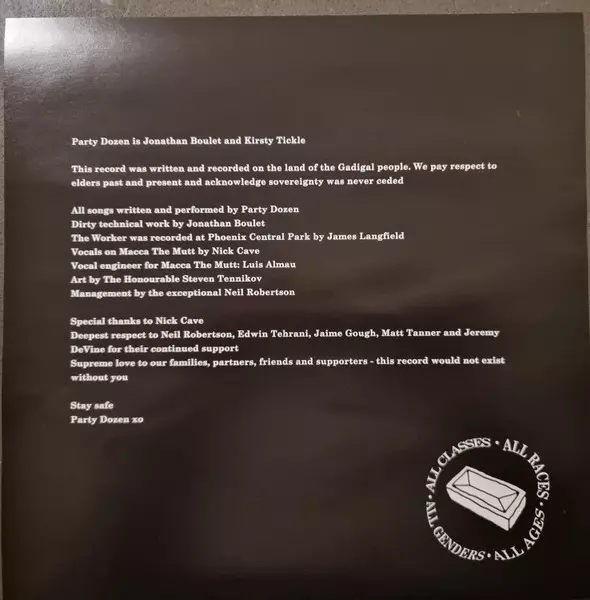 Party Dozen is Jonathan Boulet and Kirsty Tickle
This record was written and recorded on the land of the Gadigal people. We pay respect to
elders past and present and acknowledge sovereignty was never ceded
All songs written and performed by Party Dozen
Dirty technical work by Jonathan Boulet
The Worker was recorded at Phoenix Central Park by James Langfield
Vocals on Macca The Mutt by Nick Cave
Vocal engineer for Macca The Mutt: Luis Almau
Art by The Honourable Steven Tennikov
Management by the exceptional Neil Robertson
Special thanks to Nick Cave
Deepest respect to Neil Robertson, Edwin Tehrani, Jaime Gough, Matt Tanner and Jeremy
DeVine for their continued support
Supreme love to our families, partners, friends and supporters - this record would not exist
without you
Stay safe
Party Dozen xo
ALL CLASSES • ALL RACES • ALL AGES • ALL GENDERS •